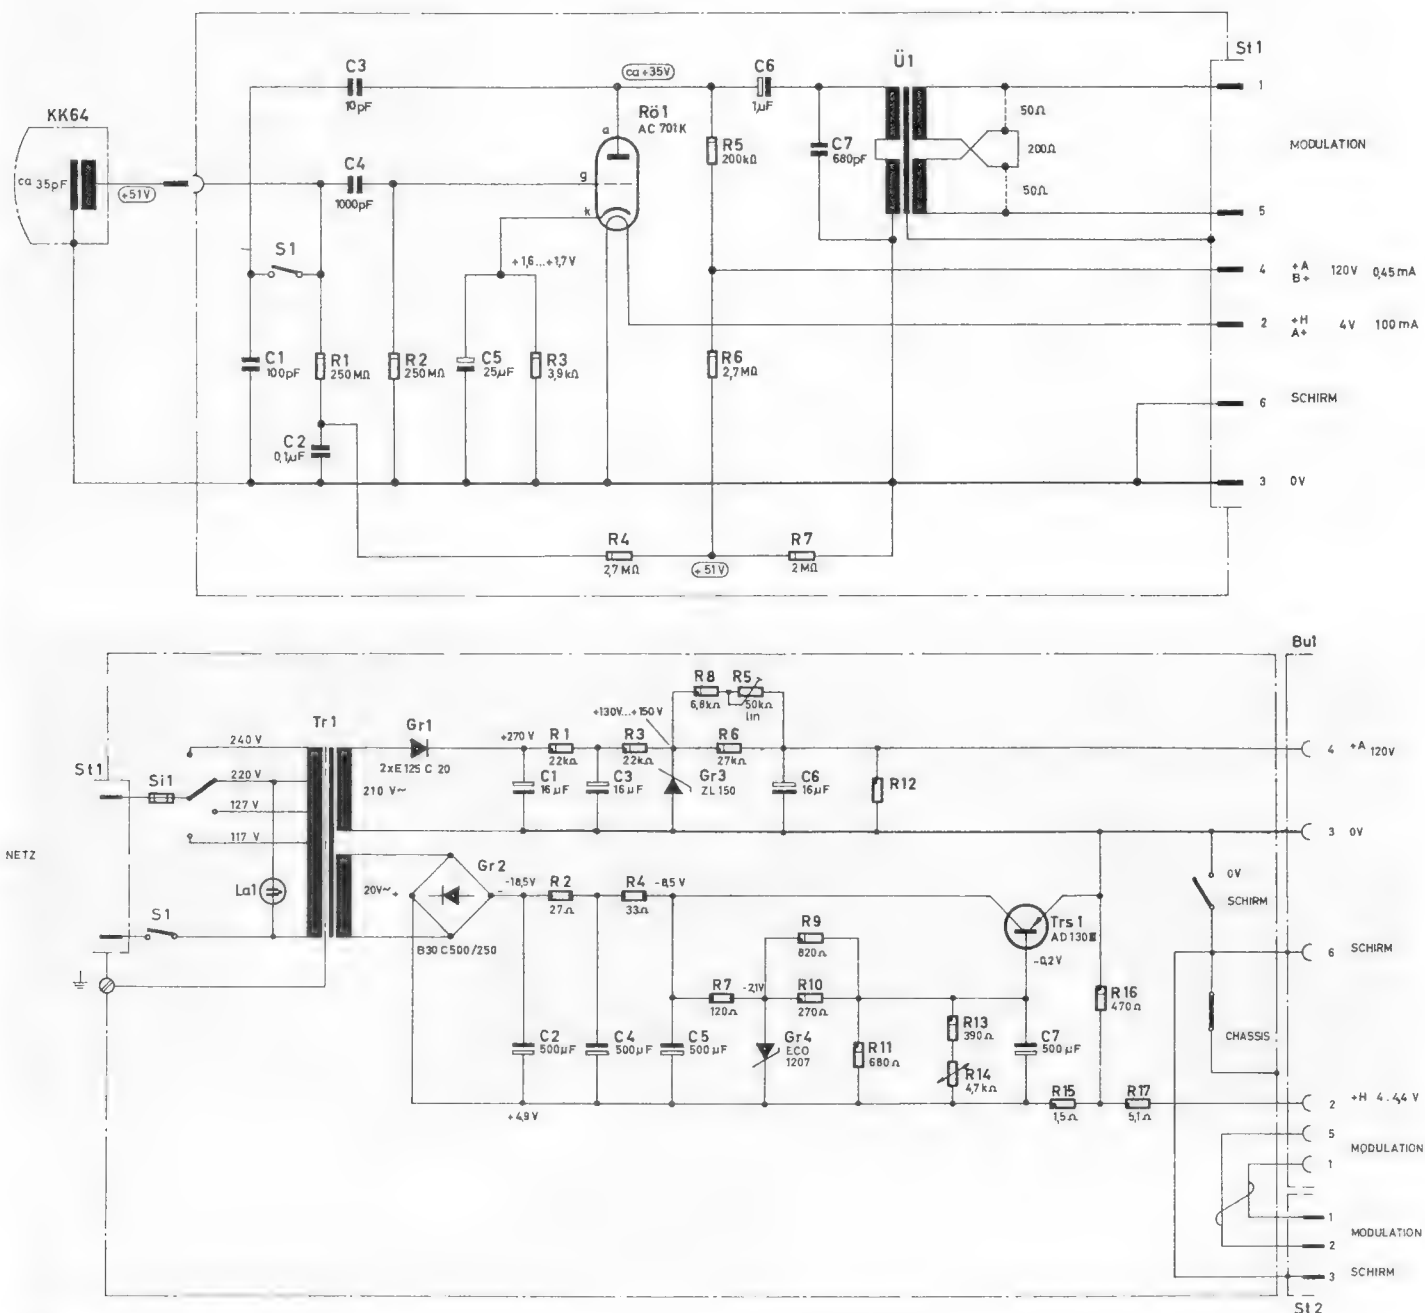 KK64
ca 35pF
+51V
C3
10pF
C4
1000pF
S1
C1
100pF
R1
250MΩ
R2
250MΩ
C2
0,1µF
C5
25µF
R3
3,9kΩ
+1,6...+1,7V
ca +35V
Rö1
AC 701K
a
g
k
C6
1µF
R5
200kΩ
C7
680pF
R6
2,7MΩ
R4
2,7MΩ
+51V
R7
2MΩ
Ü1
50Ω
200Ω
50Ω
St1
1
MODULATION
5
4 +A B+ 120V 0,45mA
2 +H A+ 4V 100mA
6 SCHIRM
3 0V
NETZ
St1
Si1
240V
220V
127V
117V
La1
S1
Tr1
210V~
20V~
+
Gr1
2xE125 C 20
Gr2
B30C500/250
-
+270V
-18,5V
R1
22kΩ
C1
16µF
C3
16µF
R3
22kΩ
+130V...+150V
R8
6,8kΩ
R5
50kΩ
lin
R6
27kΩ
Gr3
ZL 150
C6
16µF
R12
R2
27Ω
R4
33Ω
-8,5V
R9
820Ω
R7
120Ω
-2,1V
R10
270Ω
Trs1
AD130III
-0,2V
C2
500µF
C4
500µF
C5
500µF
Gr4
ECO
1207
R11
680Ω
R13
390Ω
R14
4,7kΩ
C7
500µF
R16
470Ω
R15
1,5Ω
R17
5,1Ω
+4,9V
0V
SCHIRM
CHASSIS
Bu1
4 +A 120V
3 0V
6 SCHIRM
2 +H 4..4,4V
5
MODULATION
1
1
MODULATION
2
3 SCHIRM
St2